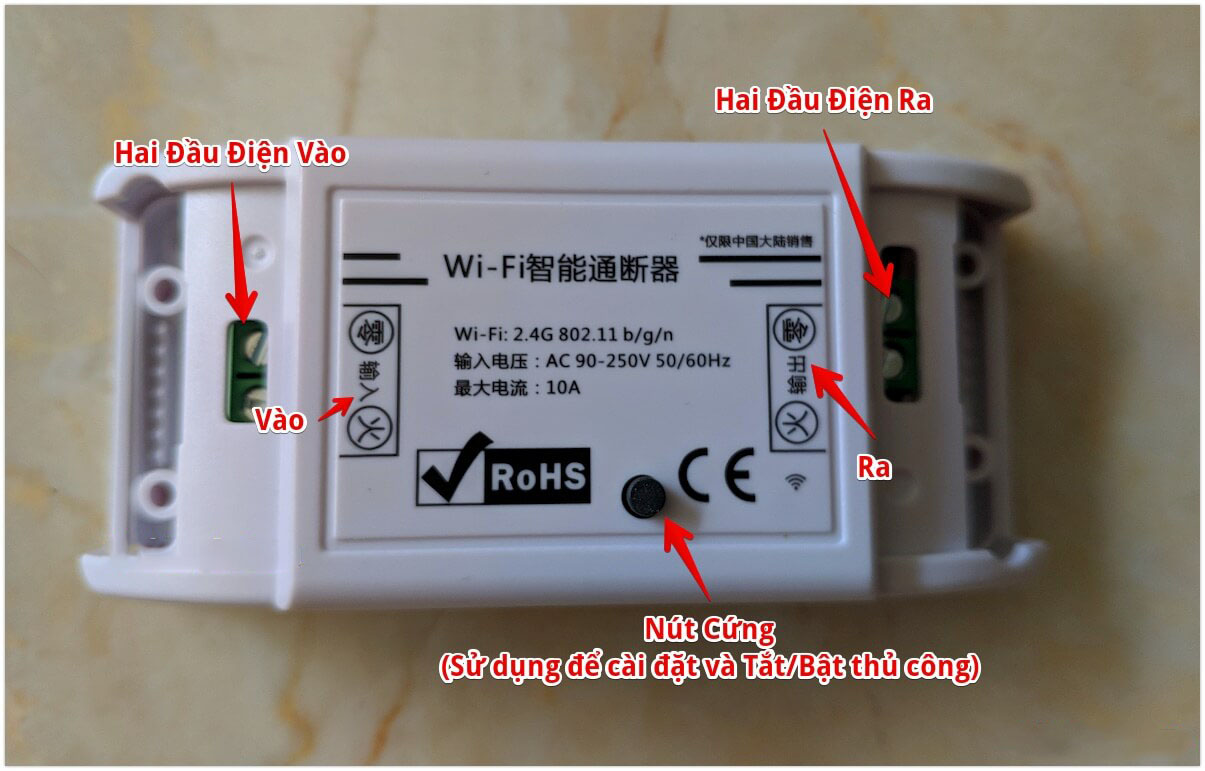 Hai Đầu Điện Ra
Hai Đầu Điện Vào
*仅限中国大陆销售
Wi-Fi智能通断器
Wi-Fi: 2.4G 802.11 b/g/n
输入电压：AC 90-250V 50/60Hz
最大电流：10A
零
输入
火
零
输出
火
Vào
Ra
RoHS
CE
Nút Cứng
(Sử dụng để cài đặt và Tắt/Bật thủ công)